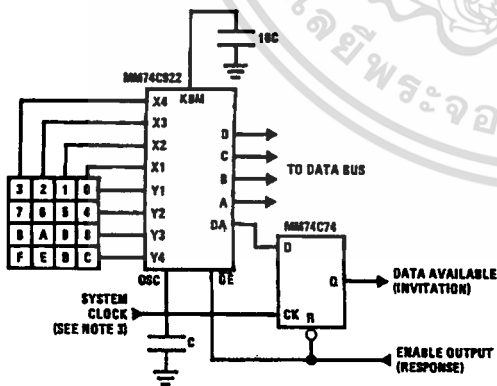 10C
MM74C922
KBM
X4
X3
X2
X1
Y1
Y2
Y3
Y4
D
C
B
A
DA
TO DATA BUS
3 2 1 0
7 6 5 4
B A 9 8
F E D C
OSC
OE
MM74C74
D
Q
CK
R
DATA AVAILABLE
(INVITATION)
SYSTEM
CLOCK
(SEE NOTE 3)
C
ENABLE OUTPUT
(RESPONSE)